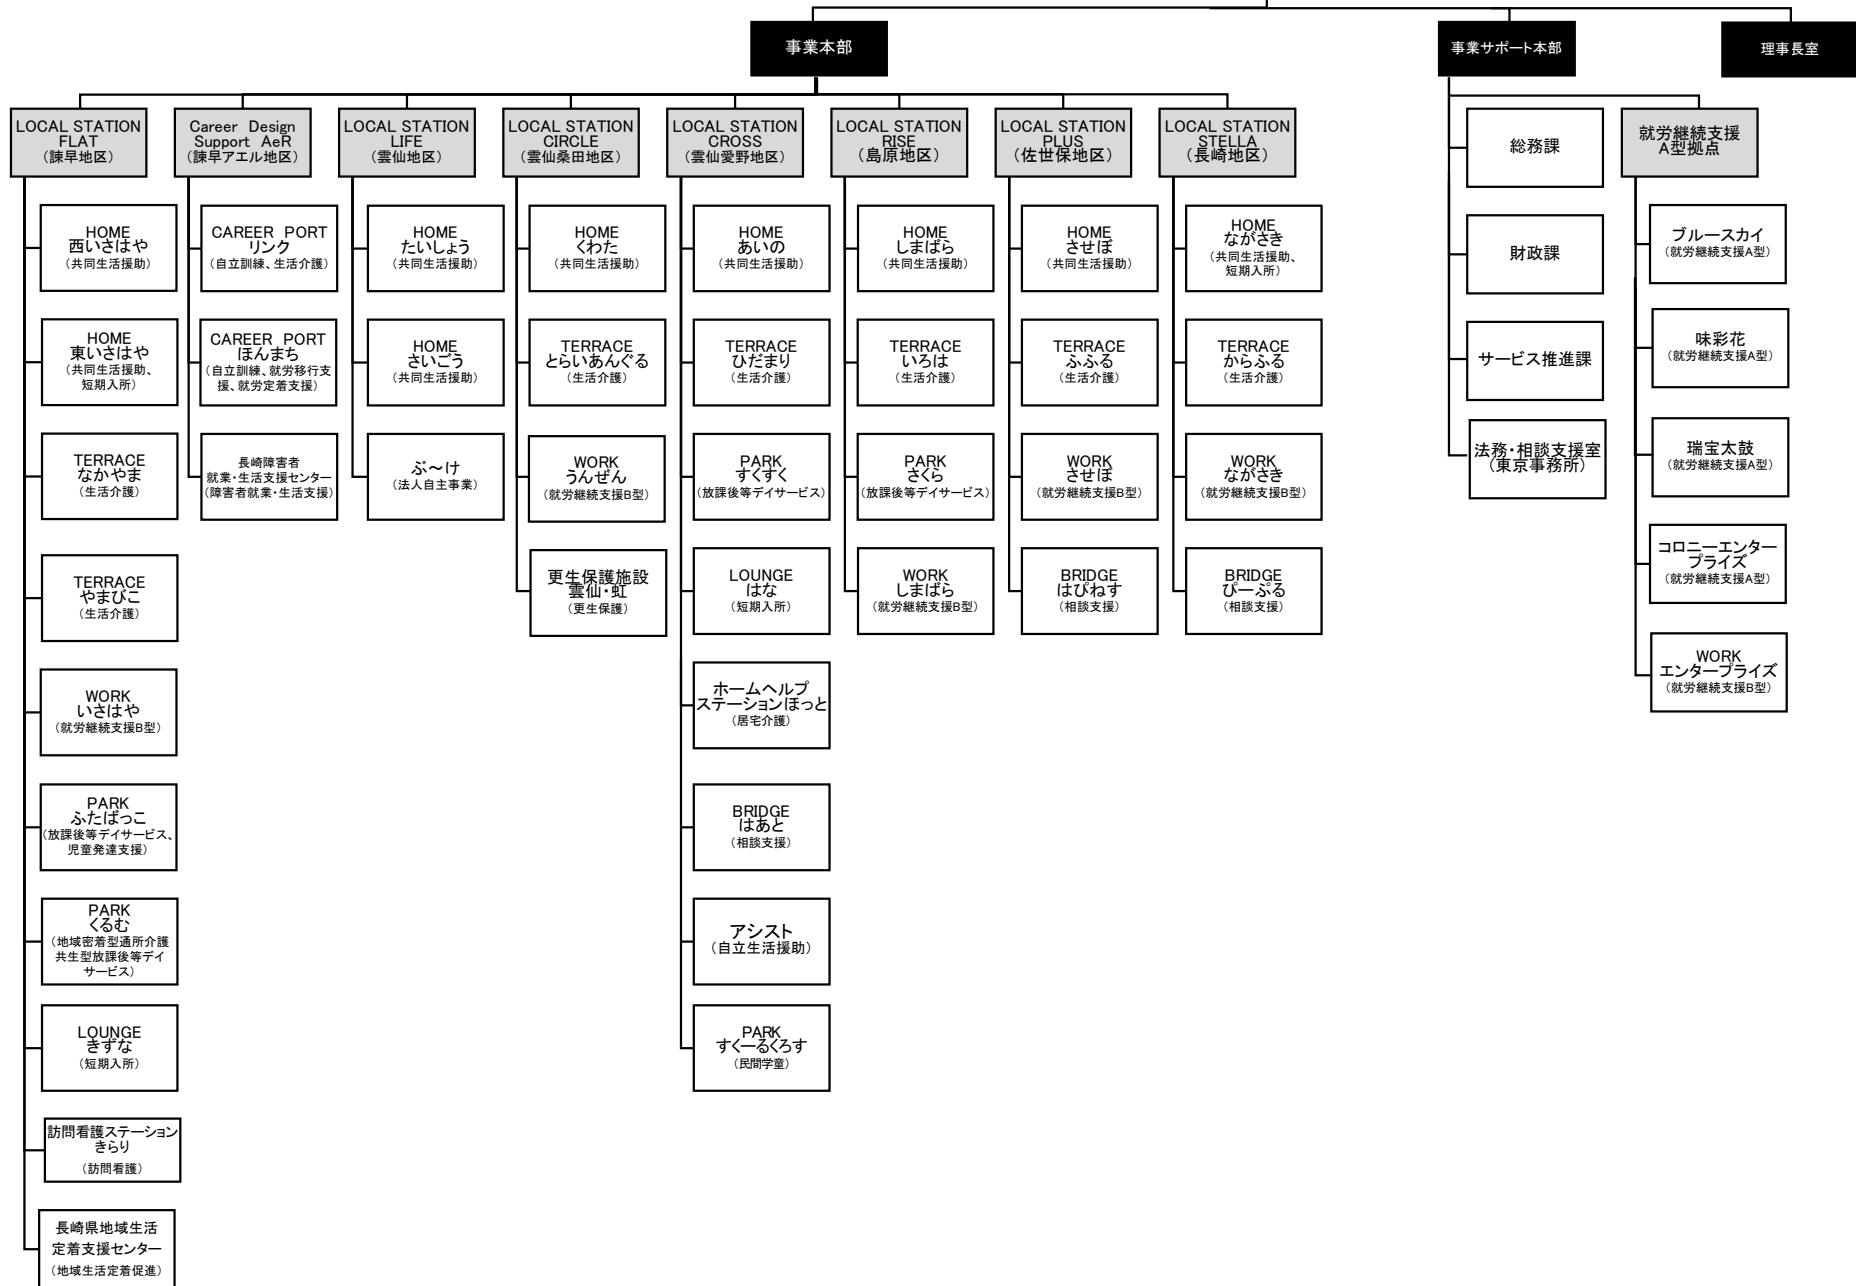 事業本部
事業サポート本部
理事長室
LOCAL STATION
FLAT
（諫早地区）
HOME
西いさはや
（共同生活援助）
HOME
東いさはや
（共同生活援助、
短期入所）
TERRACE
なかやま
（生活介護）
TERRACE
やまびこ
（生活介護）
WORK
いさはや
（就労継続支援B型）
PARK
ふたばっこ
（放課後等デイサービス、
児童発達支援）
PARK
くるむ
（地域密着型通所介護
共生型放課後等デイ
サービス）
LOUNGE
きずな
（短期入所）
訪問看護ステーション
きらり
（訪問看護）
長崎県地域生活
定着支援センター
（地域生活定着促進）
Career Design
Support AeR
（諫早アエル地区）
CAREER PORT
リンク
（自立訓練、生活介護）
CAREER PORT
ほんまち
（自立訓練、就労移行支
援、就労定着支援）
長崎障害者
就業・生活支援センター
（障害者就業・生活支援）
LOCAL STATION
LIFE
（雲仙地区）
HOME
たいしょう
（共同生活援助）
HOME
さいごう
（共同生活援助）
ぶ～け
（法人自主事業）
LOCAL STATION
CIRCLE
（雲仙桑田地区）
HOME
くわた
（共同生活援助）
TERRACE
とらいあんぐる
（生活介護）
WORK
うんぜん
（就労継続支援B型）
更生保護施設
雲仙・虹
（更生保護）
LOCAL STATION
CROSS
（雲仙愛野地区）
HOME
あいの
（共同生活援助）
TERRACE
ひだまり
（生活介護）
PARK
すくすく
（放課後等デイサービス）
LOUNGE
はな
（短期入所）
ホームヘルプ
ステーションほっと
（居宅介護）
BRIDGE
はあと
（相談支援）
アシスト
（自立生活援助）
PARK
すくーるくろす
（民間学童）
LOCAL STATION
RISE
（島原地区）
HOME
しまばら
（共同生活援助）
TERRACE
いろは
（生活介護）
PARK
さくら
（放課後等デイサービス）
WORK
しまばら
（就労継続支援B型）
LOCAL STATION
PLUS
（佐世保地区）
HOME
させぼ
（共同生活援助）
TERRACE
ふふる
（生活介護）
WORK
させぼ
（就労継続支援B型）
BRIDGE
はぴねす
（相談支援）
LOCAL STATION
STELLA
（長崎地区）
HOME
ながさき
（共同生活援助、
短期入所）
TERRACE
からふる
（生活介護）
WORK
ながさき
（就労継続支援B型）
BRIDGE
ぴーぷる
（相談支援）
総務課
財政課
サービス推進課
法務・相談支援室
（東京事務所）
就労継続支援
A型拠点
ブルースカイ
（就労継続支援A型）
味彩花
（就労継続支援A型）
瑞宝太鼓
（就労継続支援A型）
コロニーエンター
プライズ
（就労継続支援A型）
WORK
エンタープライズ
（就労継続支援B型）